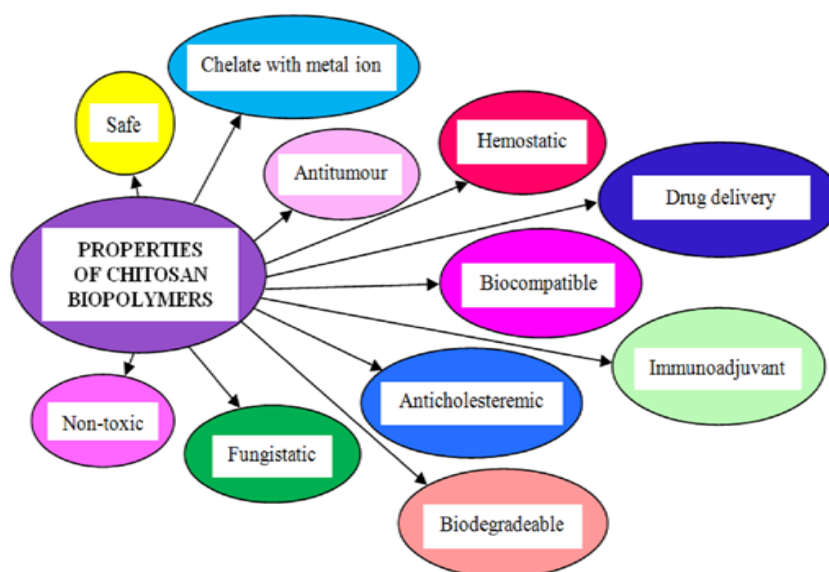 Chelate with metal ion
Safe
Hemostatic
Antitumour
Drug delivery
PROPERTIES
OF CHITOSAN
BIOPOLYMERS
Biocompatible
Immunoadjuvant
Anticholesteremic
Non-toxic
Fungistatic
Biodegradeable